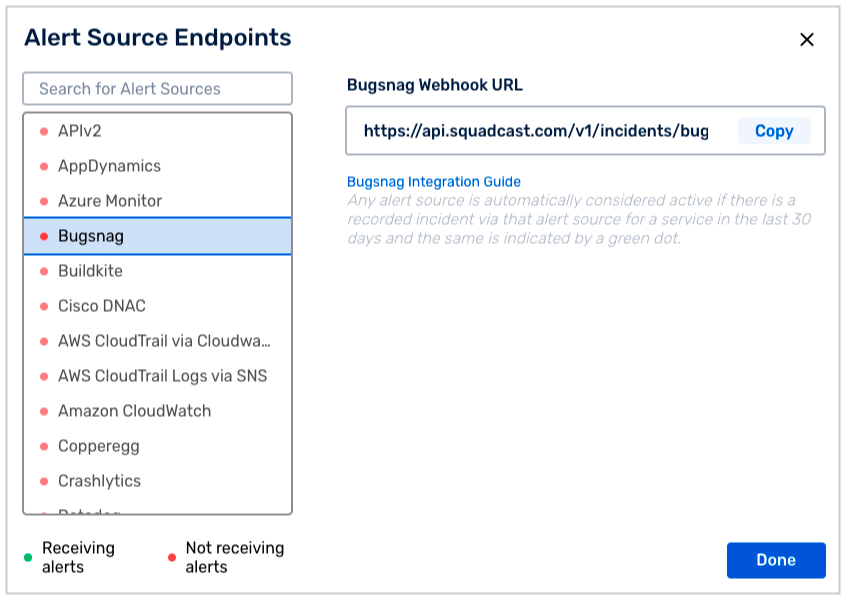 Alert Source Endpoints
Search for Alert Sources
APIv2
AppDynamics
Azure Monitor
Bugsnag
Buildkite
Cisco DNAC
AWS CloudTrail via Cloudwa...
AWS CloudTrail Logs via SNS
Amazon CloudWatch
Copperegg
Crashlytics
Receiving
alerts
Not receiving
alerts
Bugsnag Webhook URL
https://api.squadcast.com/v1/incidents/bug
Copy
Bugsnag Integration Guide
Any alert source is automatically considered active if there is a
recorded incident via that alert source for a service in the last 30
days and the same is indicated by a green dot.
Done